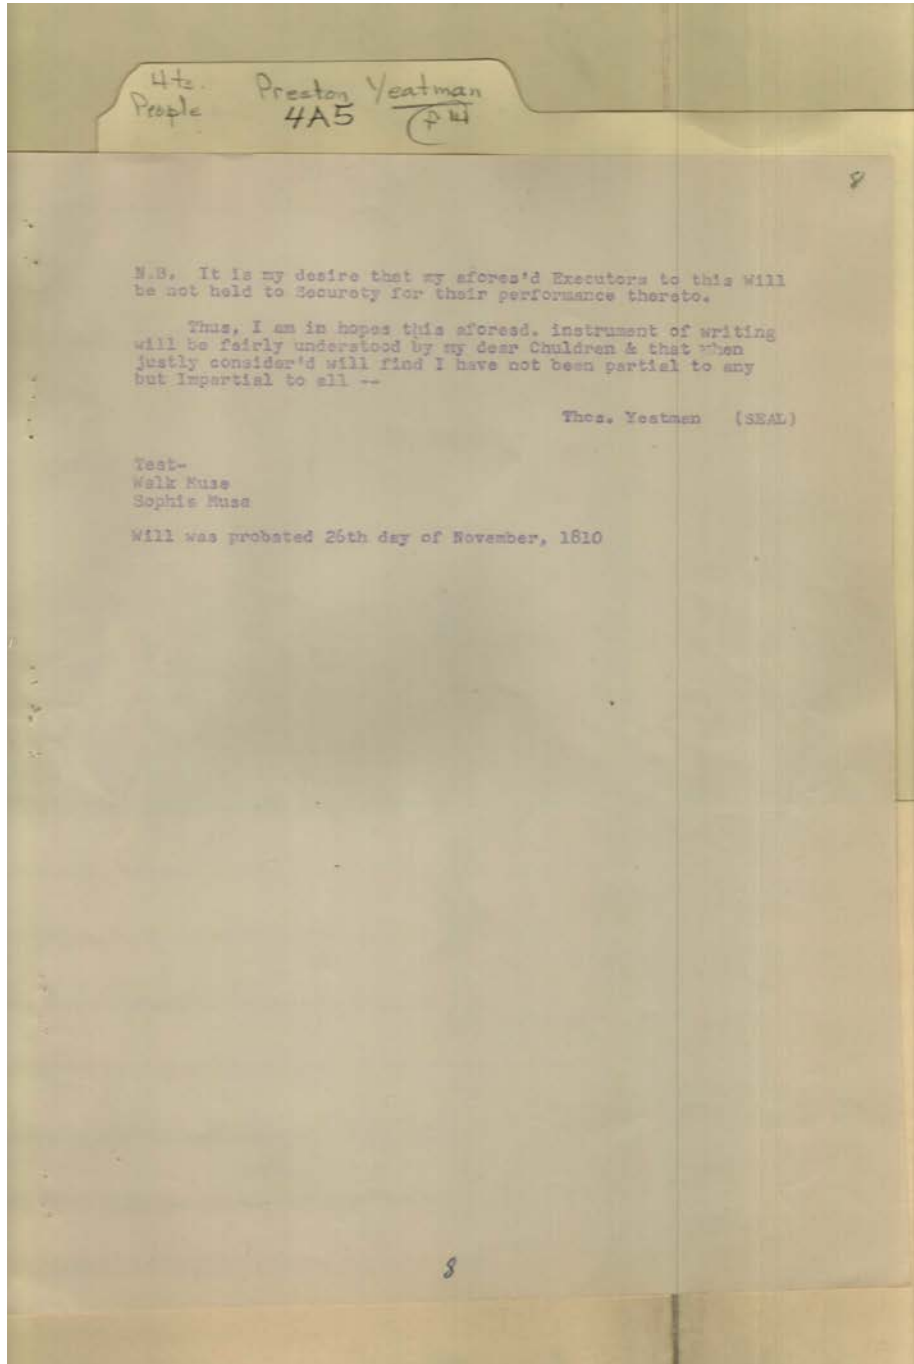 4ts.
People
Preston Yeatman
4A5
P 14
8
N.B. It is my desire that my afores'd Executors to this Will
be not held to Securety for their performance thereto.
Thus, I am in hopes this aforesd. instrument of writing
will be fairly understood by my dear Chuldren & that when
justly consider'd will find I have not been partial to any
but Impartial to all --
Thos. Yeatman (SEAL)
Test-
Walk Muse
Sophia Muse
Will was probated 26th day of November, 1810
8